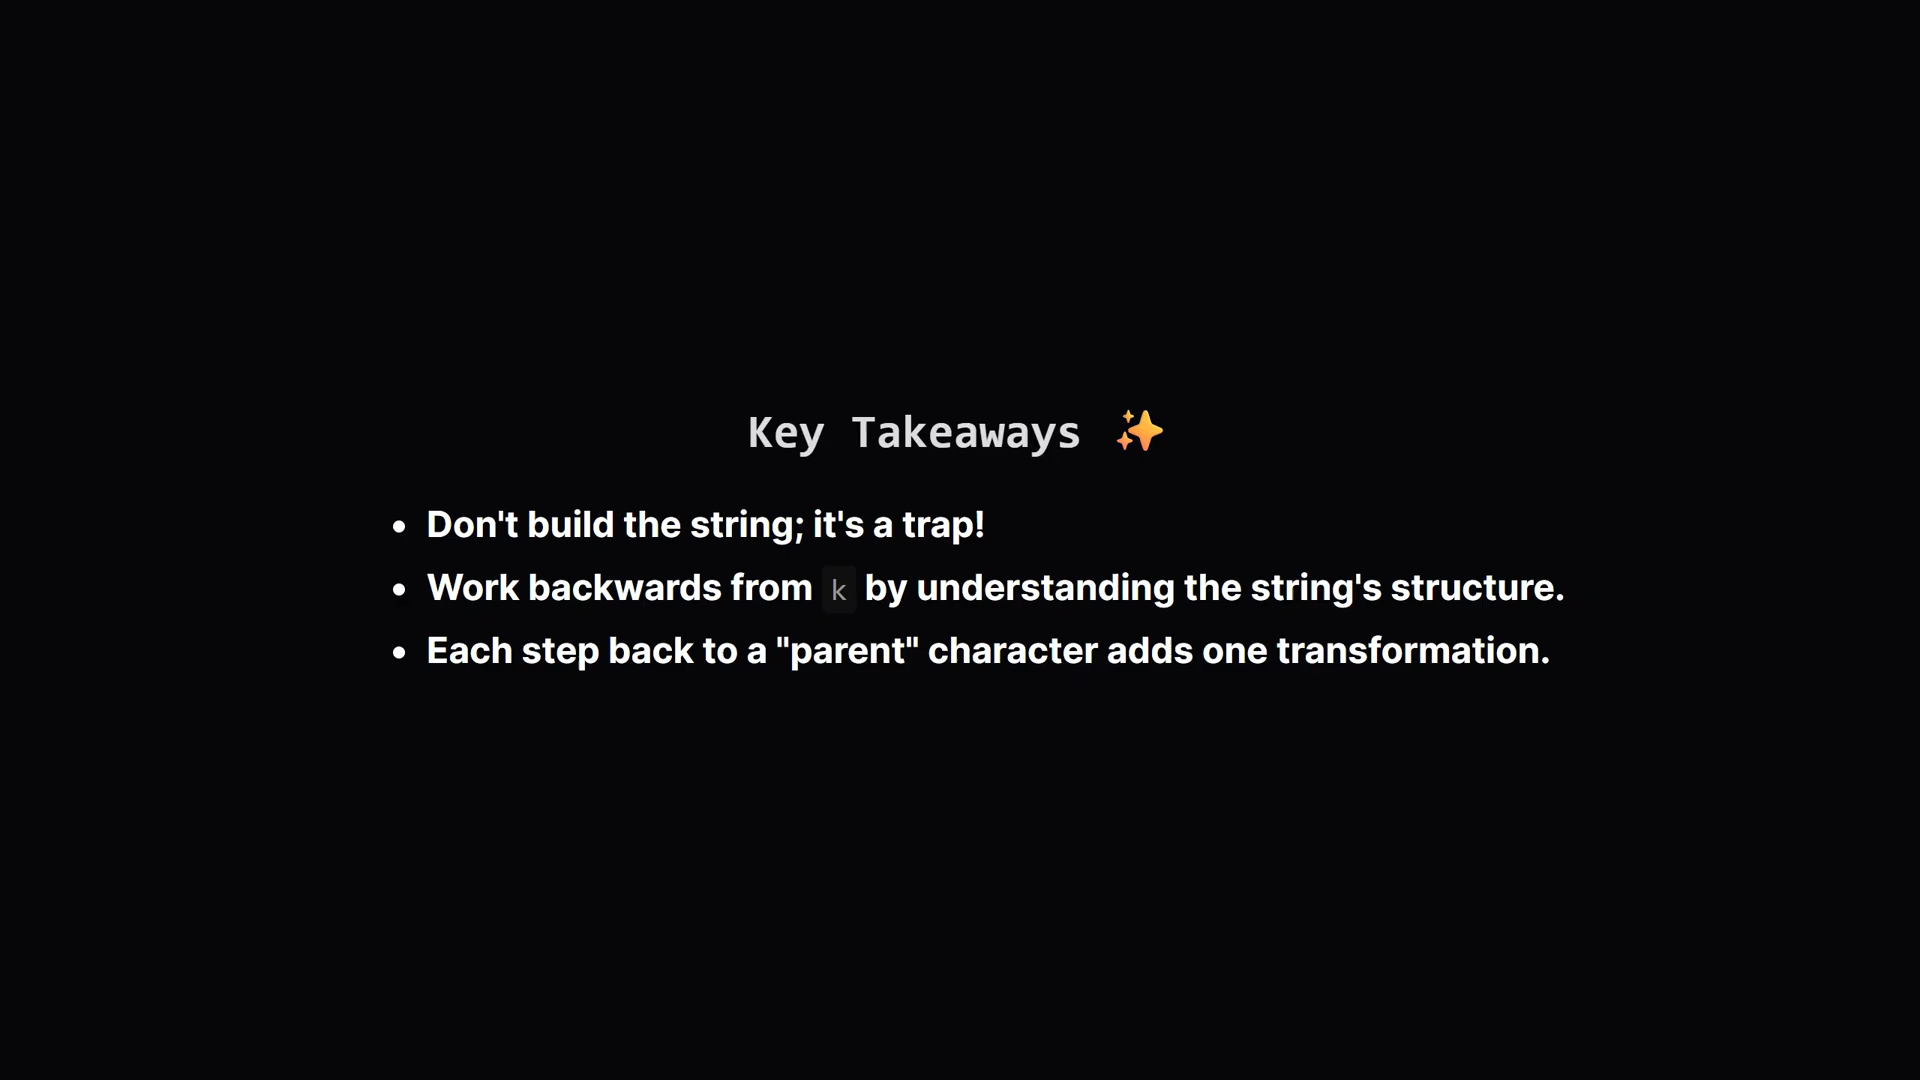 Key Takeaways ✨
• Don't build the string; it's a trap!
• Work backwards from k by understanding the string's structure.
• Each step back to a "parent" character adds one transformation.